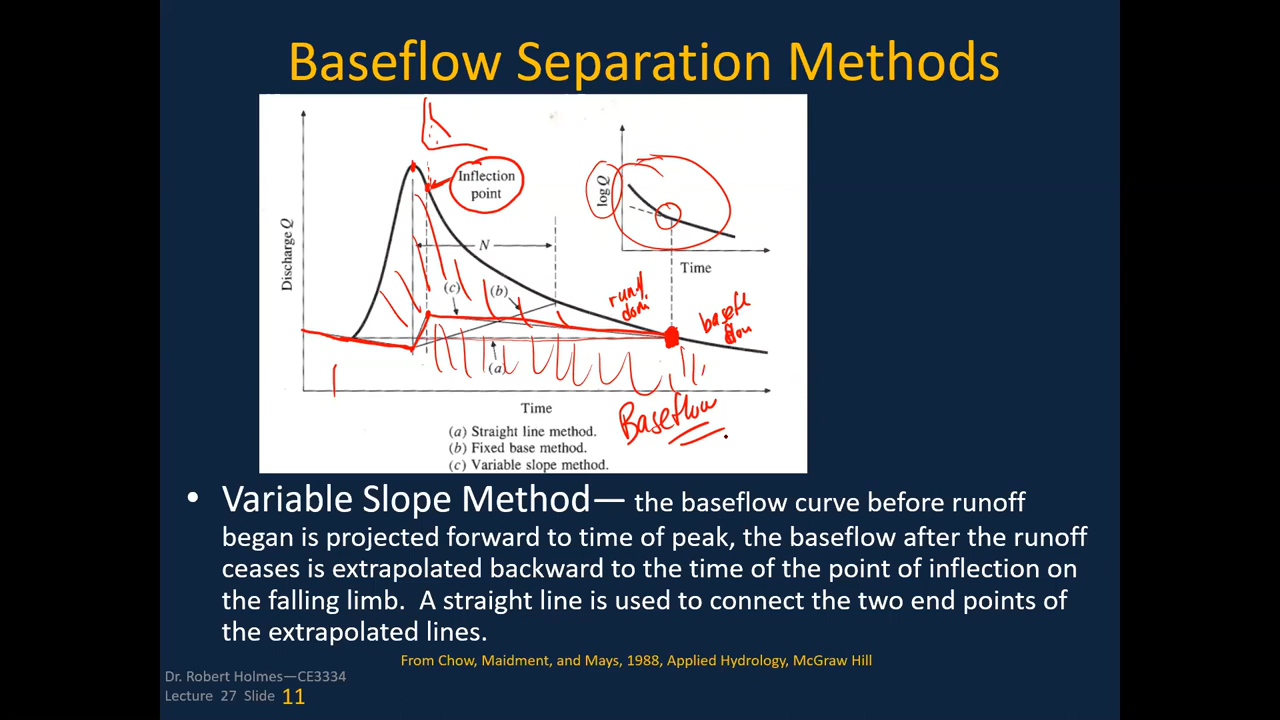 Baseflow Separation Methods
Inflection
point
Discharge Q
N
(c)
(b)
(a)
log Q
Time
Time
Baseflow
(a) Straight line method.
(b) Fixed base method.
(c) Variable slope method.
• Variable Slope Method— the baseflow curve before runoff
began is projected forward to time of peak, the baseflow after the runoff
ceases is extrapolated backward to the time of the point of inflection on
the falling limb. A straight line is used to connect the two end points of
the extrapolated lines.
From Chow, Maidment, and Mays, 1988, Applied Hydrology, McGraw Hill
Dr. Robert Holmes—CE3334
Lecture 27 Slide 11